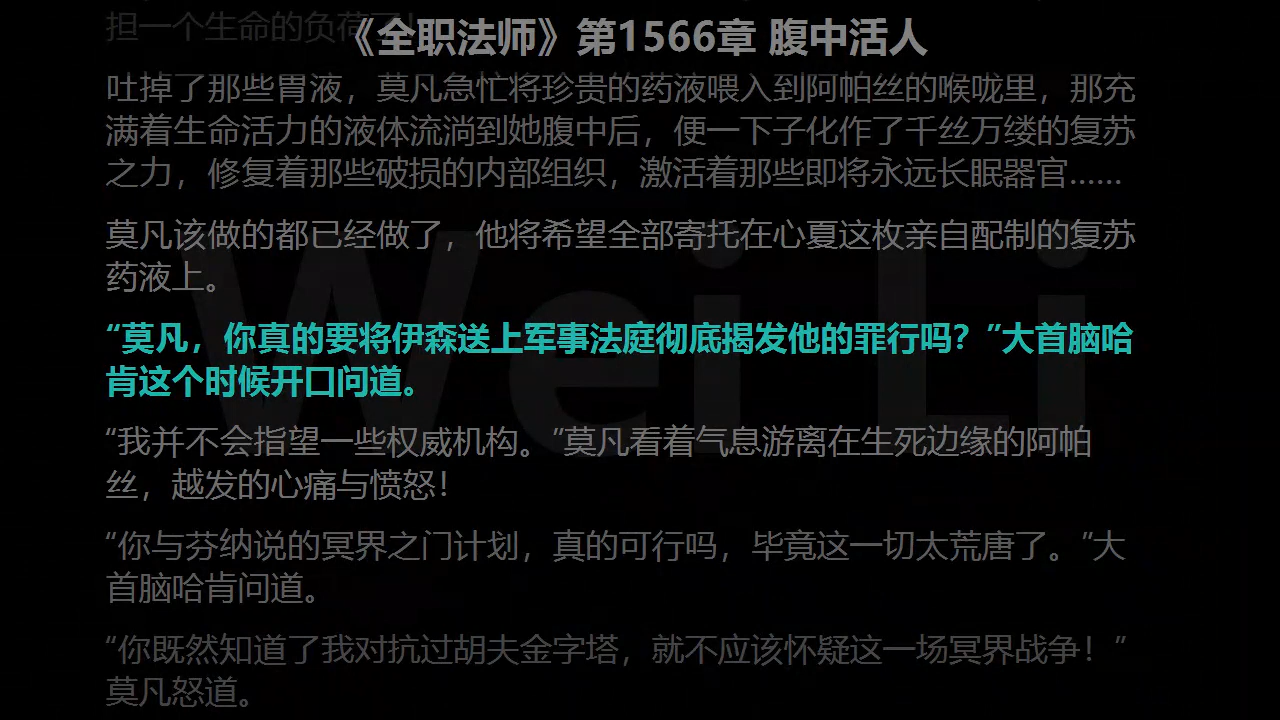 担一个生命的负荷了!
《全职法师》第1566章 腹中活人
吐掉了那些胃液，莫凡急忙将珍贵的药液喂入到阿帕丝的喉咙里，那充
满着生命活力的液体流淌到她腹中后，便一下子化作了千丝万缕的复苏
之力，修复着那些破损的内部组织，激活着那些即将永远长眠器官……
莫凡该做的都已经做了，他将希望全部寄托在心夏这枚亲自配制的复苏
药液上。
“莫凡，你真的要将伊森送上军事法庭彻底揭发他的罪行吗？”大首脑哈
肯这个时候开口问道。
“我并不会指望一些权威机构。”莫凡看着气息游离在生死边缘的阿帕
丝，越发的心痛与愤怒！
“你与芬纳说的冥界之门计划，真的可行吗，毕竟这一切太荒唐了。”大
首脑哈肯问道。
“你既然知道了我对抗过胡夫金字塔，就不应该怀疑这一场冥界战争！”
莫凡怒道。
Wei Li